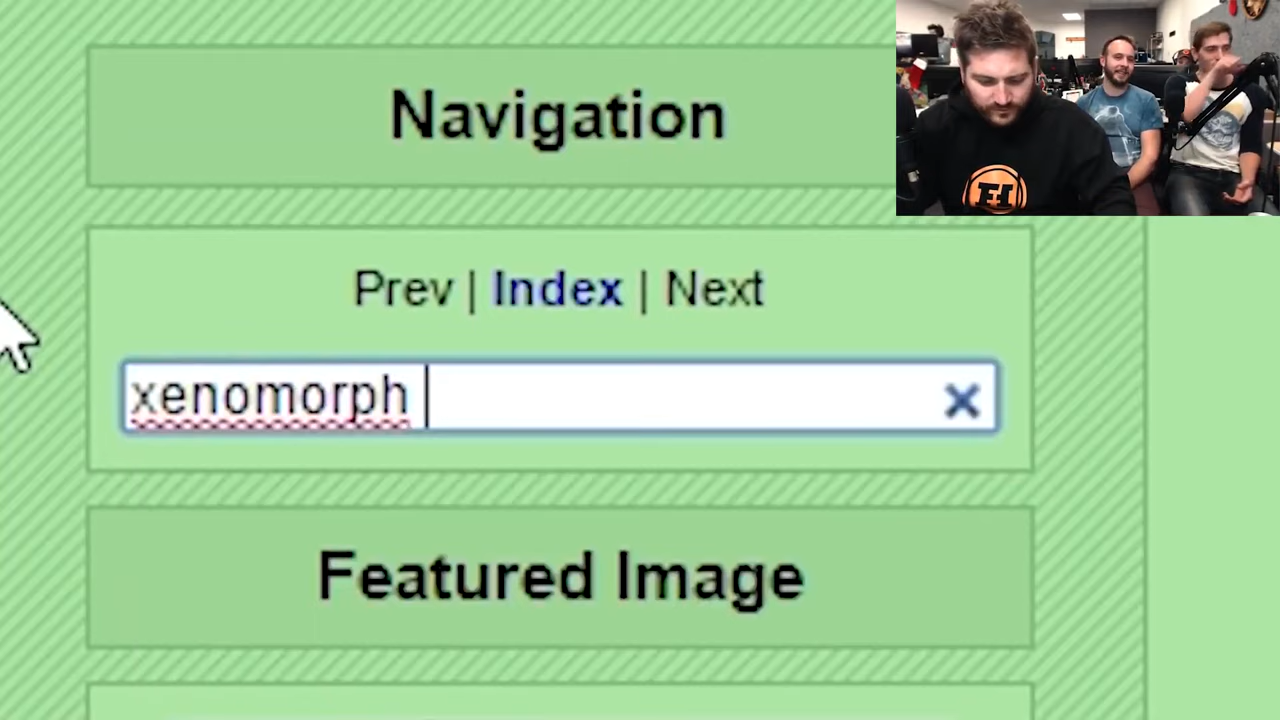 Navigation
Prev | Index | Next
xenomorph
Featured Image